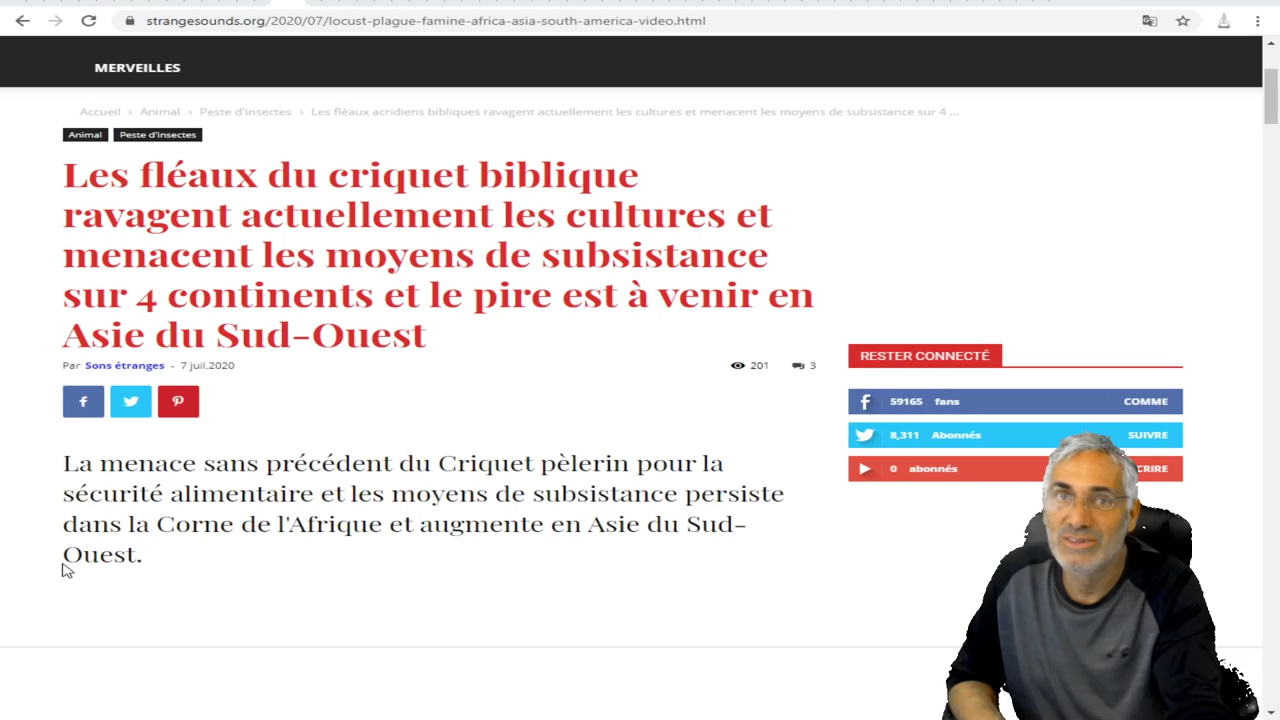 strangesounds.org/2020/07/locust-plague-famine-africa-asia-south-america-video.html
MERVEILLES
Accueil › Animal › Peste d'insectes › Les fléaux acridiens bibliques ravagent actuellement les cultures et menacent les moyens de subsistance sur 4 ...
Animal Peste d'insectes
Les fléaux du criquet biblique
ravagent actuellement les cultures et
menacent les moyens de subsistance
sur 4 continents et le pire est à venir en
Asie du Sud-Ouest
Par Sons étranges - 7 juil.2020 201 3
RESTER CONNECTÉ
59165 fans COMME
8,311 Abonnés SUIVRE
0 abonnés CRIRE
La menace sans précédent du Criquet pèlerin pour la
sécurité alimentaire et les moyens de subsistance persiste
dans la Corne de l'Afrique et augmente en Asie du Sud-
Ouest.